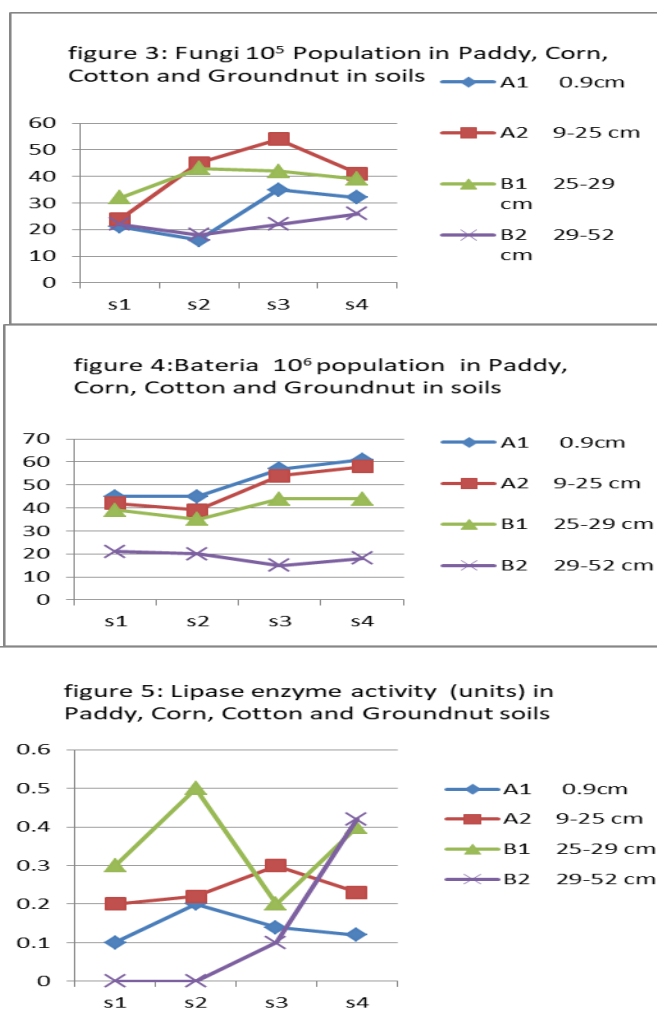 figure 3: Fungi 10⁵ Population in Paddy, Corn,
Cotton and Groundnut in soils
A1 0.9cm
A2 9-25 cm
B1 25-29
cm
B2 29-52
cm
60
50
40
30
20
10
0
s1 s2 s3 s4
figure 4:Bateria 10⁶ population in Paddy,
Corn, Cotton and Groundnut in soils
70
60
50
40
30
20
10
0
s1 s2 s3 s4
A1 0.9cm
A2 9-25 cm
B1 25-29 cm
B2 29-52 cm
figure 5: Lipase enzyme activity (units) in
Paddy, Corn, Cotton and Groundnut soils
0.6
0.5
0.4
0.3
0.2
0.1
0
s1 s2 s3 s4
A1 0.9cm
A2 9-25 cm
B1 25-29 cm
B2 29-52 cm